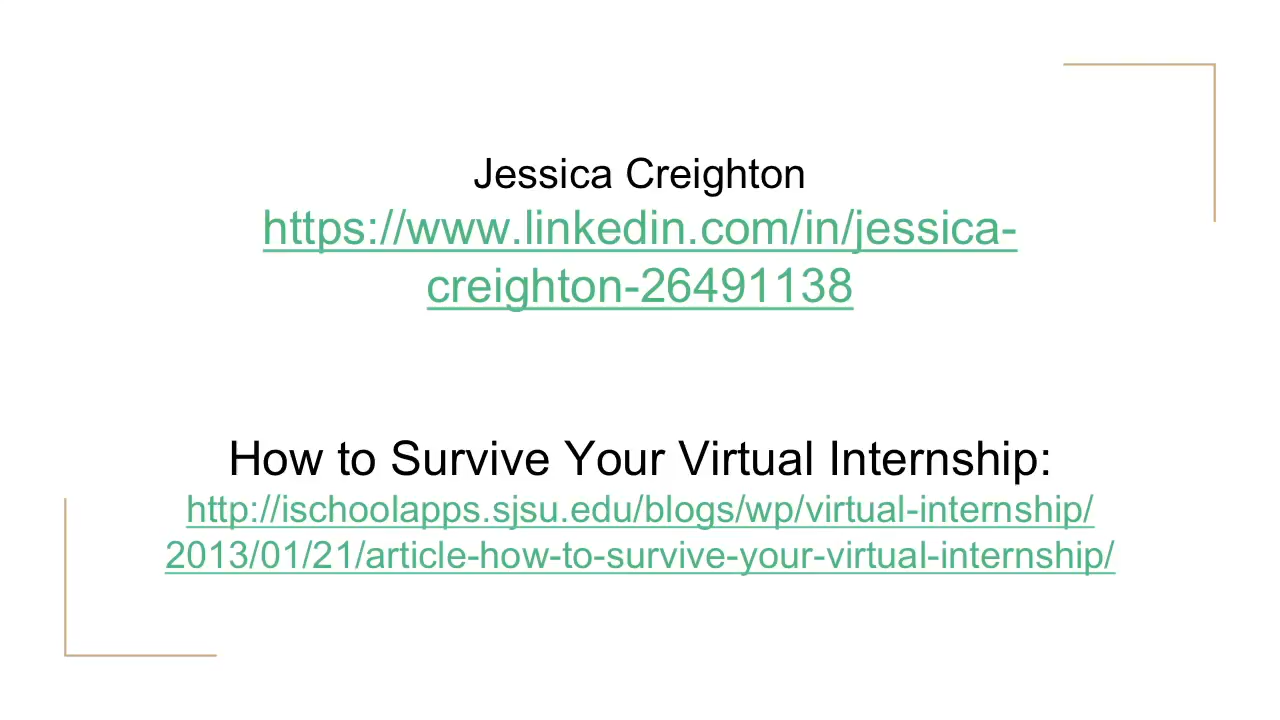 Jessica Creighton
https://www.linkedin.com/in/jessica-
creighton-26491138
How to Survive Your Virtual Internship:
http://ischoolapps.sjsu.edu/blogs/wp/virtual-internship/
2013/01/21/article-how-to-survive-your-virtual-internship/